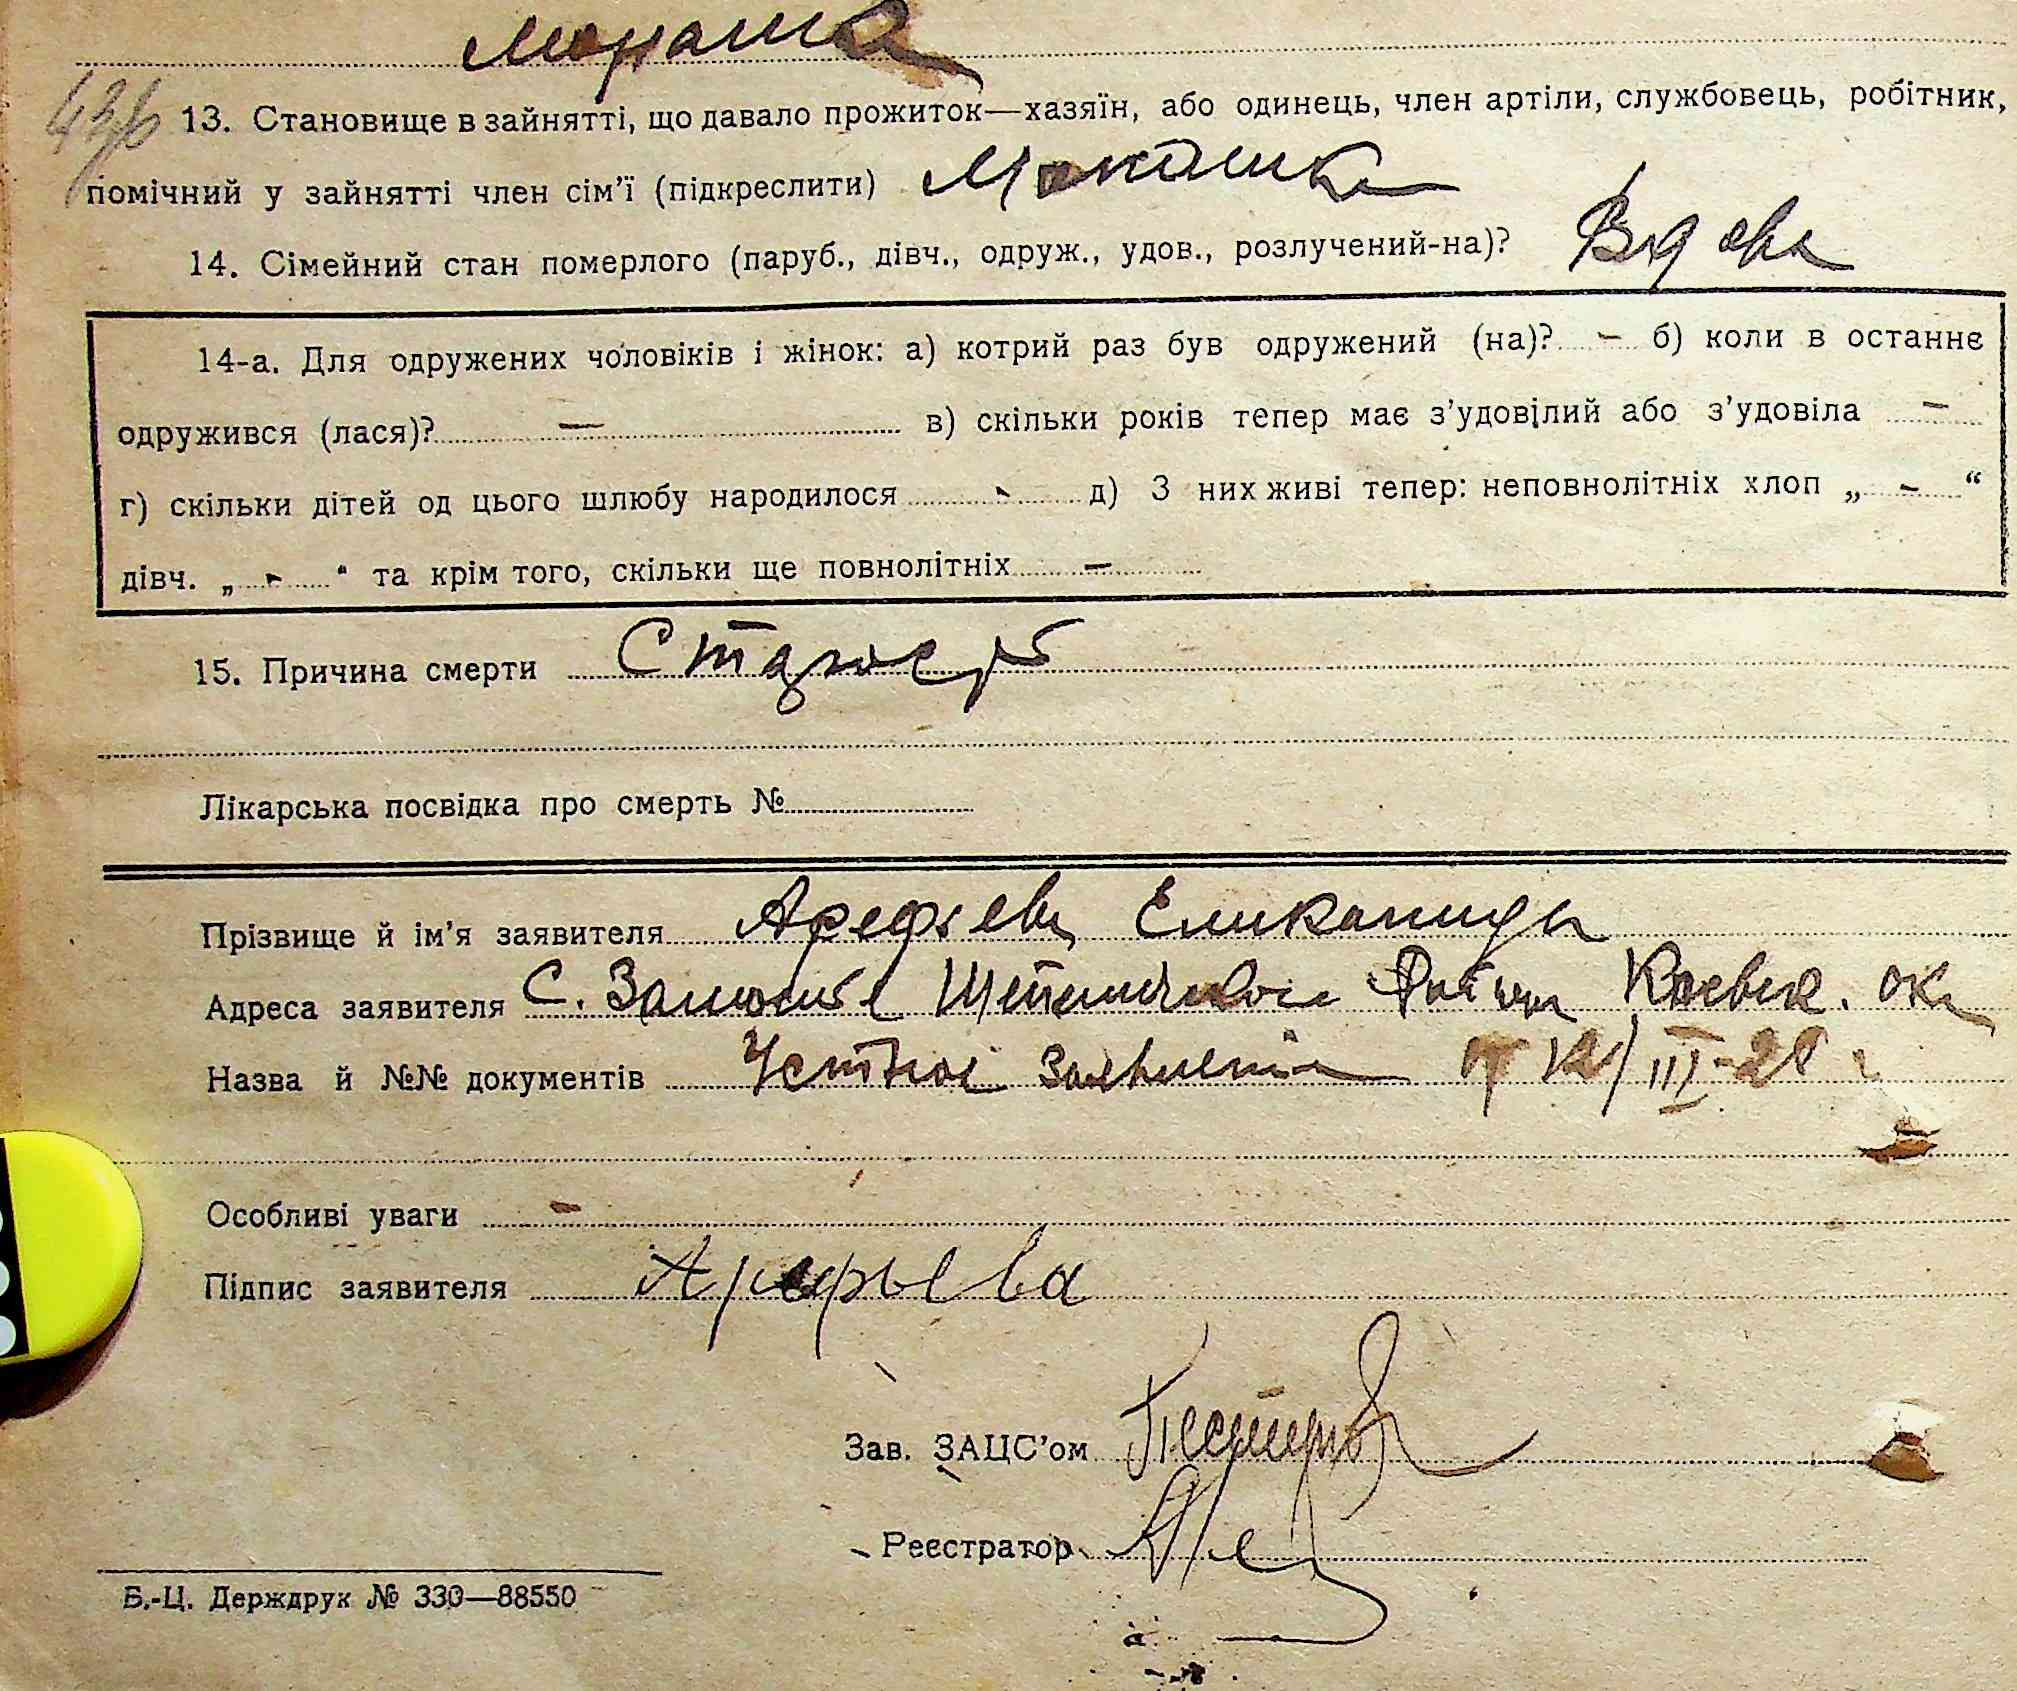 13. Становище в зайнятті, що давало прожиток—хазяїн, або одинець, член артіли, службовець, робітник,
помічний у зайнятті член сім'ї (підкреслити) Монашка
14. Сімейний стан померлого (паруб., дівч., одруж., удов., розлучений-на)? Вдова
14-а. Для одружених чоловіків і жінок: а) котрий раз був одружений (на)? – б) коли в останнє
одружився (лася)? — в) скільки років тепер має з'удовілий або з'удовіла –
г) скільки дітей од цього шлюбу народилося - д) З них живі тепер: неповнолітніх хлоп „ – “
дівч. „ - “ та крім того, скільки ще повнолітніх –
15. Причина смерти Старость
Лікарська посвідка про смерть №
Прізвище й ім'я заявителя Арефьева
Адреса заявителя С.
Назва й №№ документів 12/III-28 г
Особливі уваги -
Підпис заявителя Арефьева
Зав. ЗАЦС'ом
Реєстратор
Б.-Ц. Держдрук № 330—88550